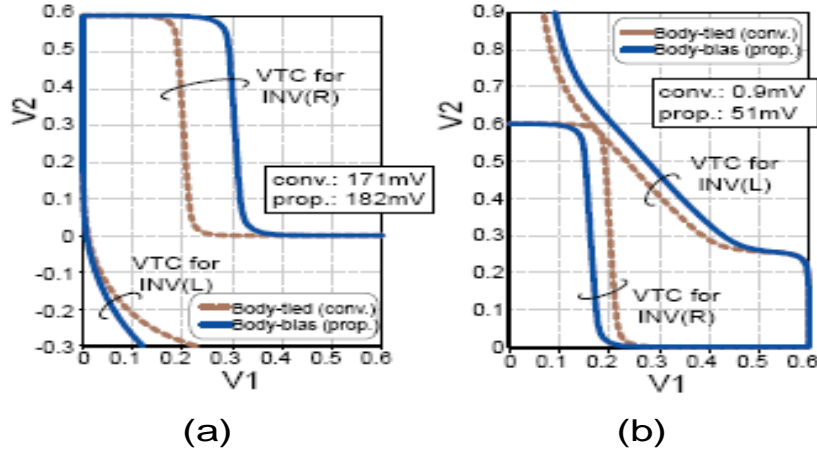 V2
0.6
0.5
0.4
0.3
0.2
0.1
0
-0.1
-0.2
-0.3
VTC for
INV(R)
conv.: 171mV
prop.: 182mV
VTC for
INV(L)
Body-tied (conv.)
Body-bias (prop.)
0 0.1 0.2 0.3 0.4 0.5 0.6
V1
(a)
V2
0.9
0.8
0.7
0.6
0.5
0.4
0.3
0.2
0.1
0
Body-tied (conv.)
Body-bias (prop.)
conv.: 0.9mV
prop.: 51mV
VTC for
INV(L)
VTC for
INV(R)
0 0.1 0.2 0.3 0.4 0.5 0.6
V1
(b)